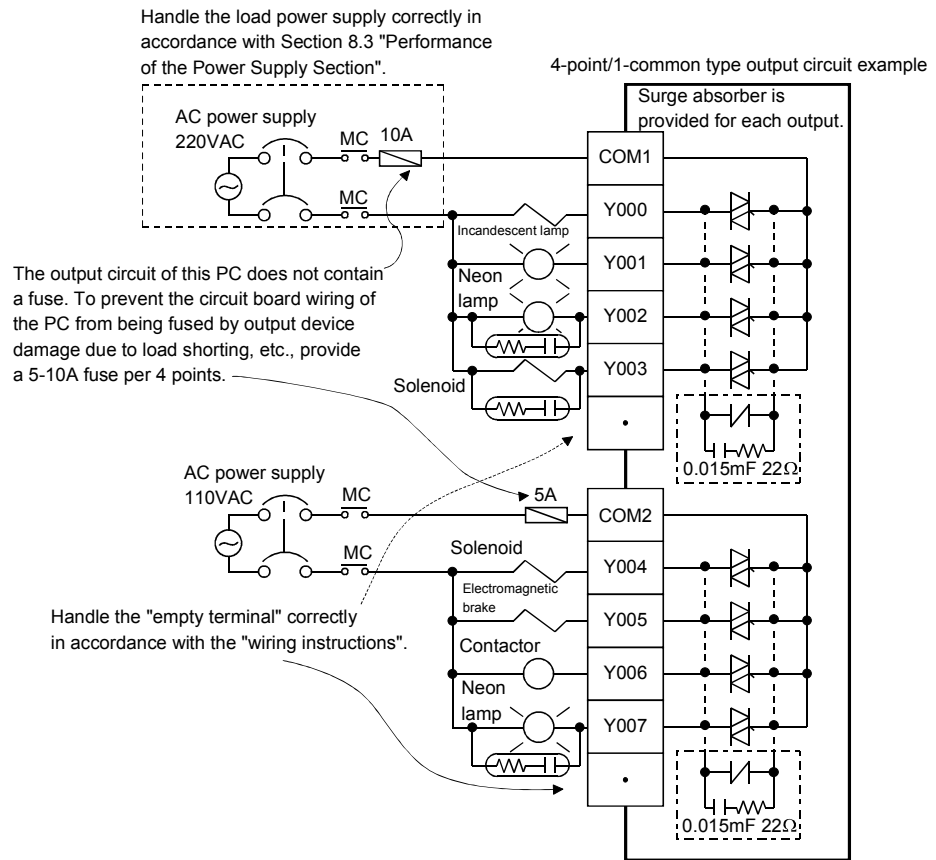 Handle the load power supply correctly in
accordance with Section 8.3 "Performance
of the Power Supply Section".
4-point/1-common type output circuit example
Surge absorber is
provided for each output.
AC power supply
220VAC
MC
10A
MC
COM1
Y000
Incandescent lamp
Y001
Neon
lamp
Y002
Y003
Solenoid
0.015mF 22Ω
The output circuit of this PC does not contain
a fuse. To prevent the circuit board wiring of
the PC from being fused by output device
damage due to load shorting, etc., provide
a 5-10A fuse per 4 points.
AC power supply
110VAC
MC
5A
MC
COM2
Solenoid
Y004
Electromagnetic
brake
Y005
Contactor
Y006
Neon
lamp
Y007
0.015mF 22Ω
Handle the "empty terminal" correctly
in accordance with the "wiring instructions".